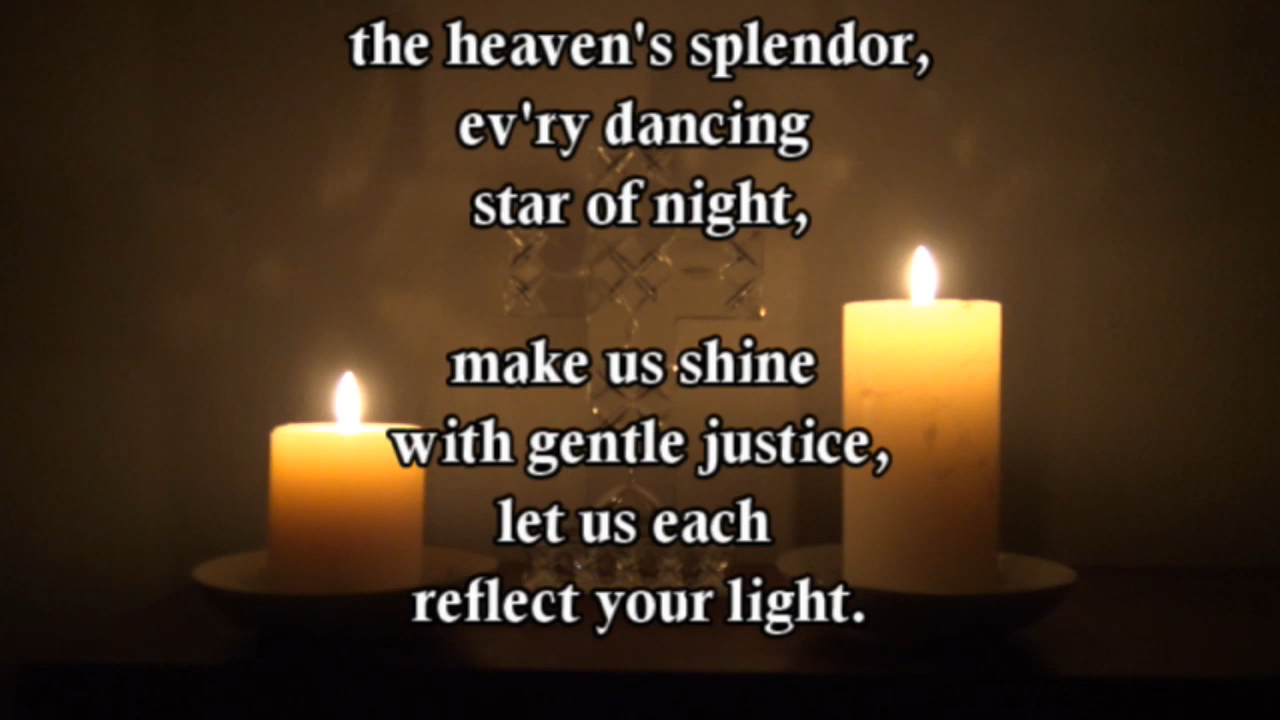 the heaven's splendor,
ev'ry dancing
star of night,
make us shine
with gentle justice,
let us each
reflect your light.